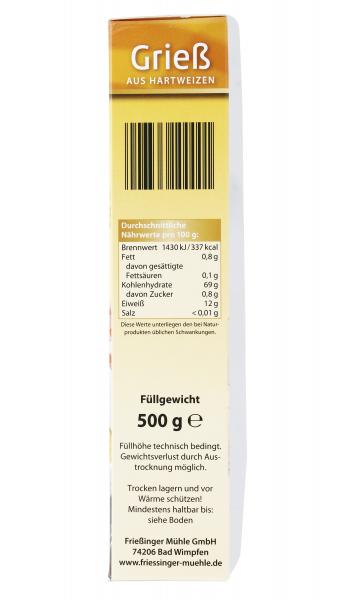 Grieß
AUS HARTWEIZEN
Durchschnittliche
Nährwerte pro 100 g:
Brennwert 1430 kJ / 337 kcal
Fett 0,8 g
davon gesättigte
Fettsäuren 0,1 g
Kohlenhydrate 69 g
davon Zucker 0,8 g
Eiweiß 12 g
Salz < 0,01 g
Diese Werte unterliegen den bei Natur-
produkten üblichen Schwankungen.
Füllgewicht
500 g ℮
Füllhöhe technisch bedingt.
Gewichtsverlust durch Aus-
trocknung möglich.
Trocken lagern und vor
Wärme schützen!
Mindestens haltbar bis:
siehe Boden
Frießinger Mühle GmbH
74206 Bad Wimpfen
www.friessinger-muehle.de